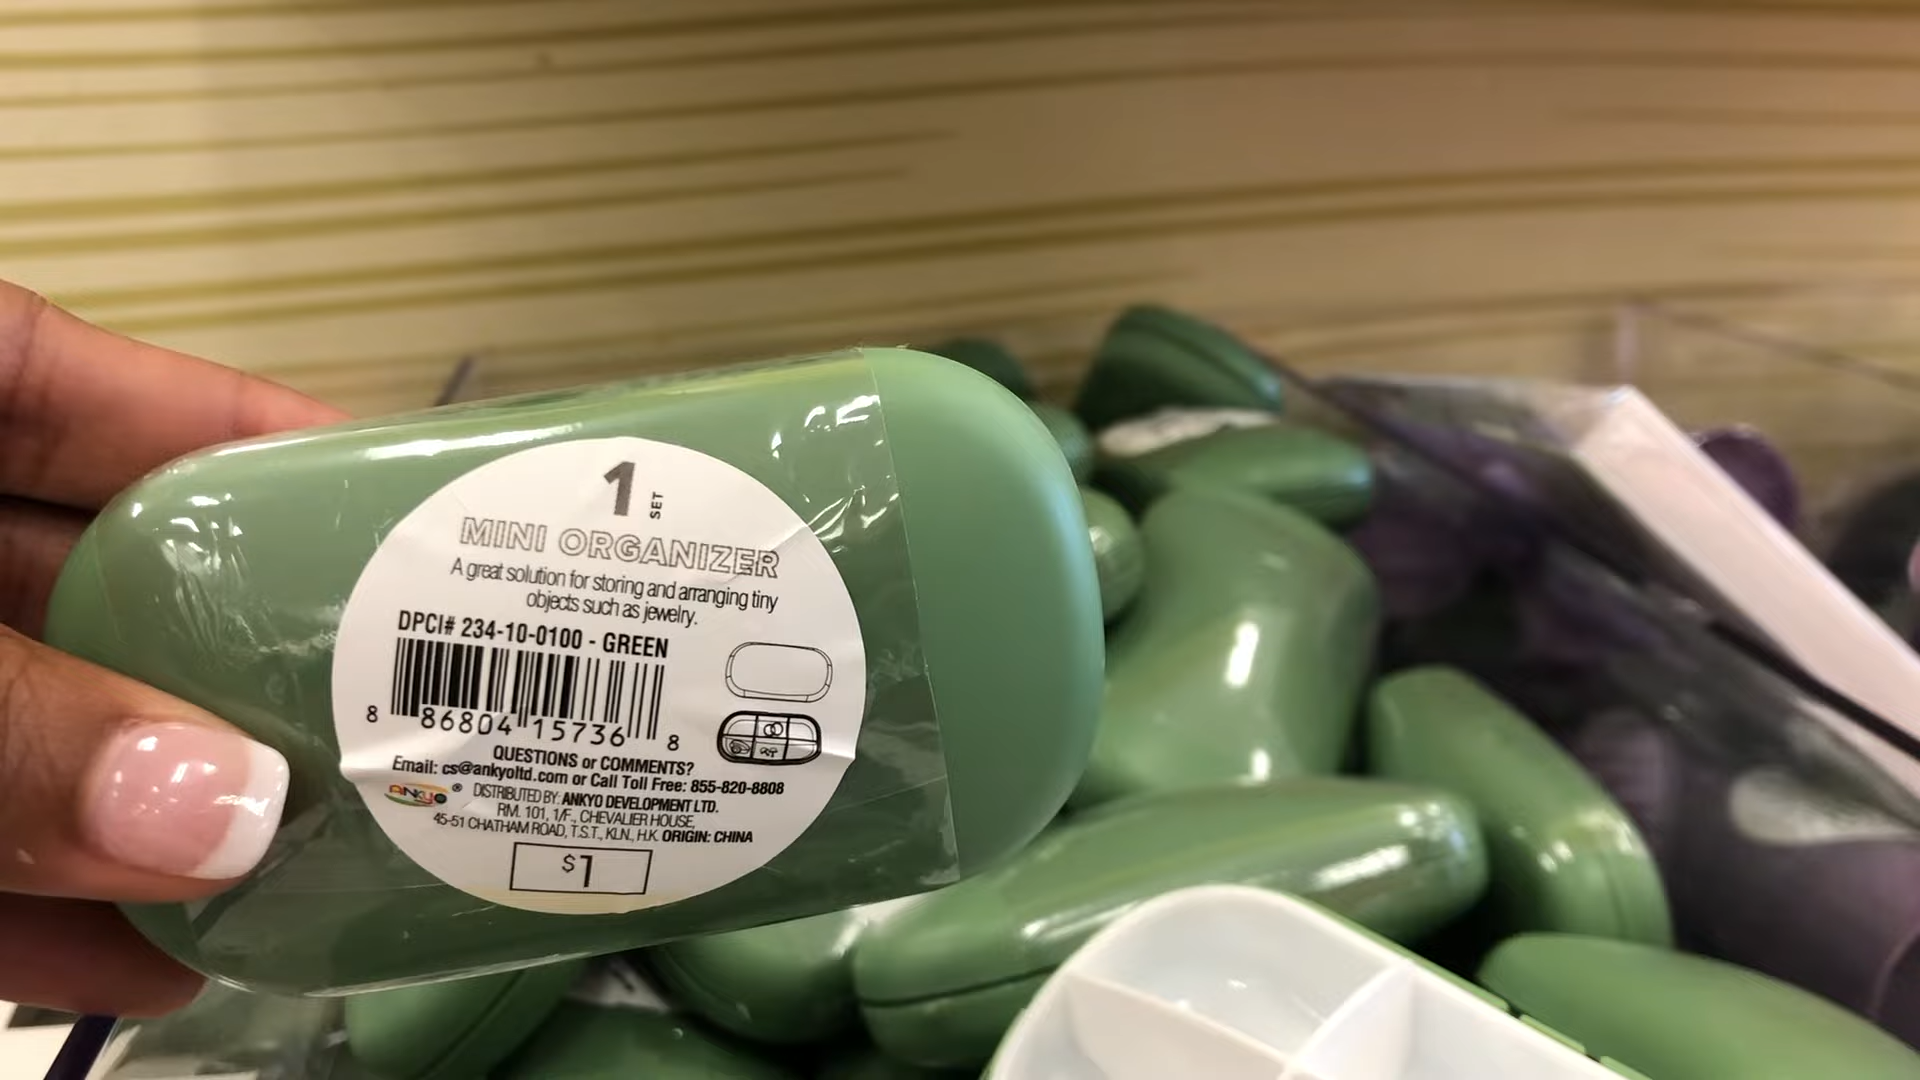 1 SET
MINI ORGANIZER
A great solution for storing and arranging tiny
objects such as jewelry.
DPCI# 234-10-0100 - GREEN
8 86804 15736 8
QUESTIONS or COMMENTS?
Email: cs@ankyoltd.com or Call Toll Free: 855-820-8808
ANKYO ® DISTRIBUTED BY: ANKYO DEVELOPMENT LTD.
RM. 101, 1/F., CHEVALIER HOUSE,
45-51 CHATHAM ROAD, T.S.T., KLN., H.K. ORIGIN: CHINA
$1